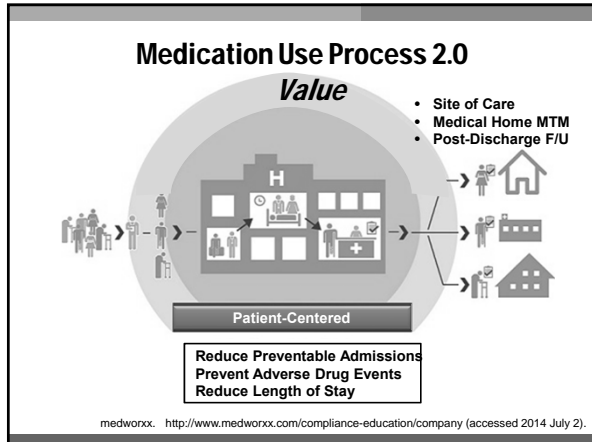 Medication Use Process 2.0
Value
• Site of Care
• Medical Home MTM
• Post-Discharge F/U
H
Patient-Centered
Reduce Preventable Admissions
Prevent Adverse Drug Events
Reduce Length of Stay
medworxx. http://www.medworxx.com/compliance-education/company (accessed 2014 July 2).